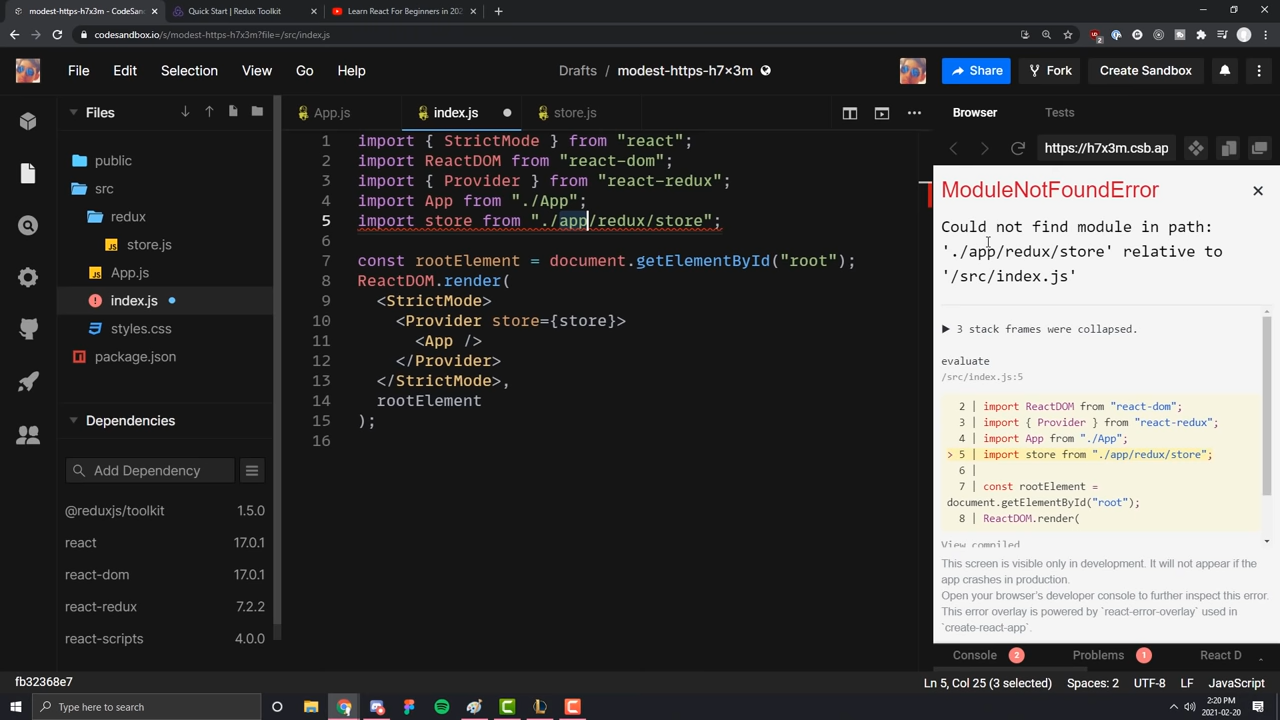 modest-https-h7x3m - CodeSan
Quick Start | Redux Toolkit
Learn React For Beginners in 202
codesandbox.io/s/modest-https-h7x3m?file=/src/index.js
File Edit Selection View Go Help
Drafts / modest-https-h7x3m
Share
Fork
Create Sandbox
Files
public
src
redux
store.js
App.js
index.js
styles.css
package.json
Dependencies
Add Dependency
@reduxjs/toolkit 1.5.0
react 17.0.1
react-dom 17.0.1
react-redux 7.2.2
react-scripts 4.0.0
fb32368e7
App.js
index.js
store.js
1 import { StrictMode } from "react";
2 import ReactDOM from "react-dom";
3 import { Provider } from "react-redux";
4 import App from "./App";
5 import store from "./app/redux/store";
6
7 const rootElement = document.getElementById("root");
8 ReactDOM.render(
9 <StrictMode>
10 <Provider store={store}>
11 <App />
12 </Provider>
13 </StrictMode>,
14 rootElement
15 );
16
Browser
Tests
https://h7x3m.csb.ap
ModuleNotFoundError
Could not find module in path:
'./app/redux/store' relative to
'/src/index.js'
▶ 3 stack frames were collapsed.
evaluate
/src/index.js:5
2 | import ReactDOM from "react-dom";
3 | import { Provider } from "react-redux";
4 | import App from "./App";
> 5 | import store from "./app/redux/store";
6 |
7 | const rootElement =
document.getElementById("root");
8 | ReactDOM.render(
View compiled
This screen is visible only in development. It will not appear if the
app crashes in production.
Open your browser's developer console to further inspect this error.
This error overlay is powered by `react-error-overlay` used in
`create-react-app`.
Console 2
Problems 1
React D
Ln 5, Col 25 (3 selected) Spaces: 2 UTF-8 LF JavaScript
Type here to search
2:20 PM
2021-02-20